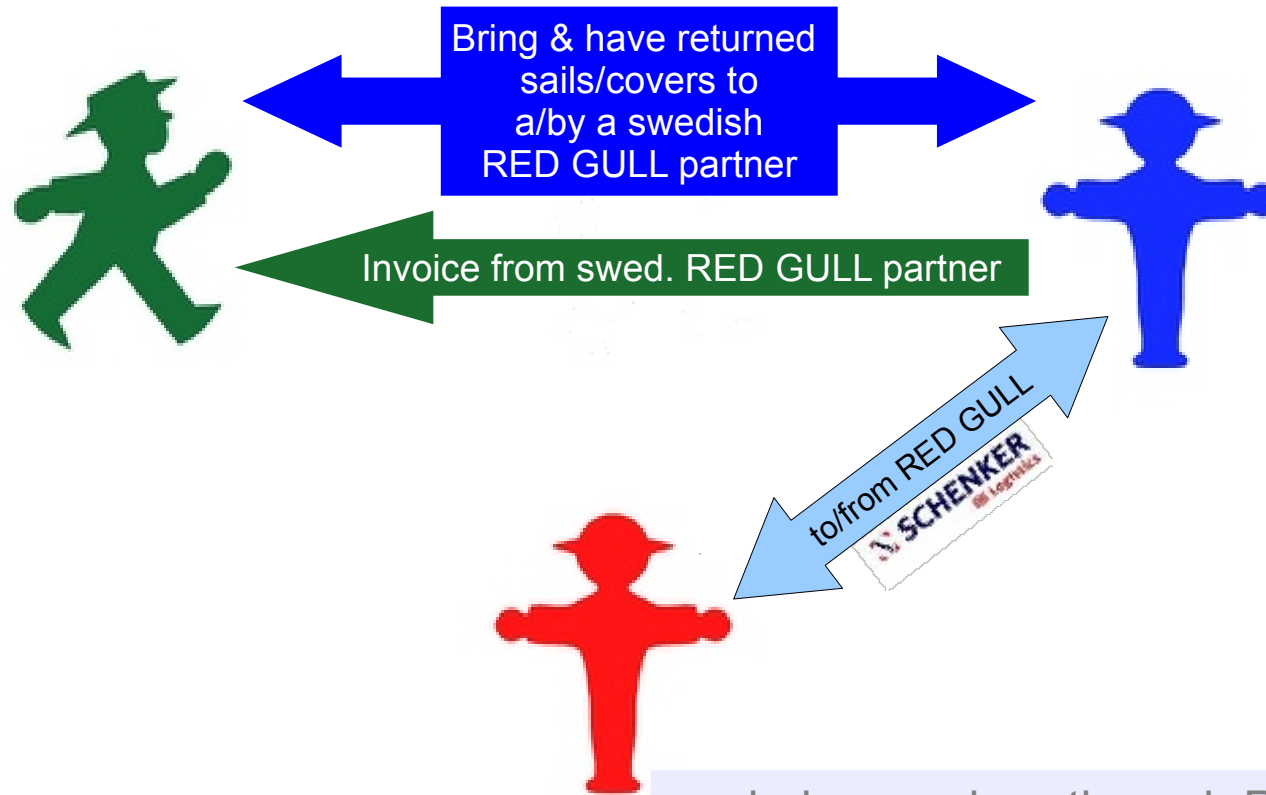 Bring & have returned
sails/covers to
a/by a swedish
RED GULL partner
Invoice from swed. RED GULL partner
to/from RED GULL
SCHENKER
Logistics